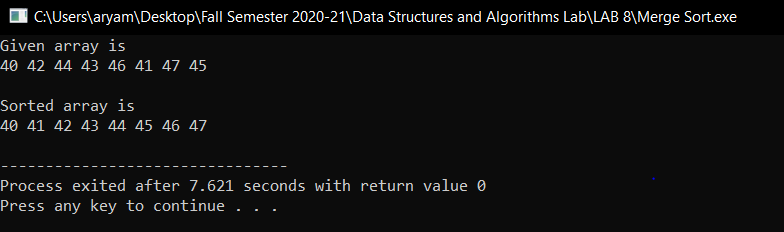 C:\Users\aryam\Desktop\Fall Semester 2020-21\Data Structures and Algorithms Lab\LAB 8\Merge Sort.exe
Given array is
40 42 44 43 46 41 47 45
Sorted array is
40 41 42 43 44 45 46 47
--------------------------------
Process exited after 7.621 seconds with return value 0
Press any key to continue . . .